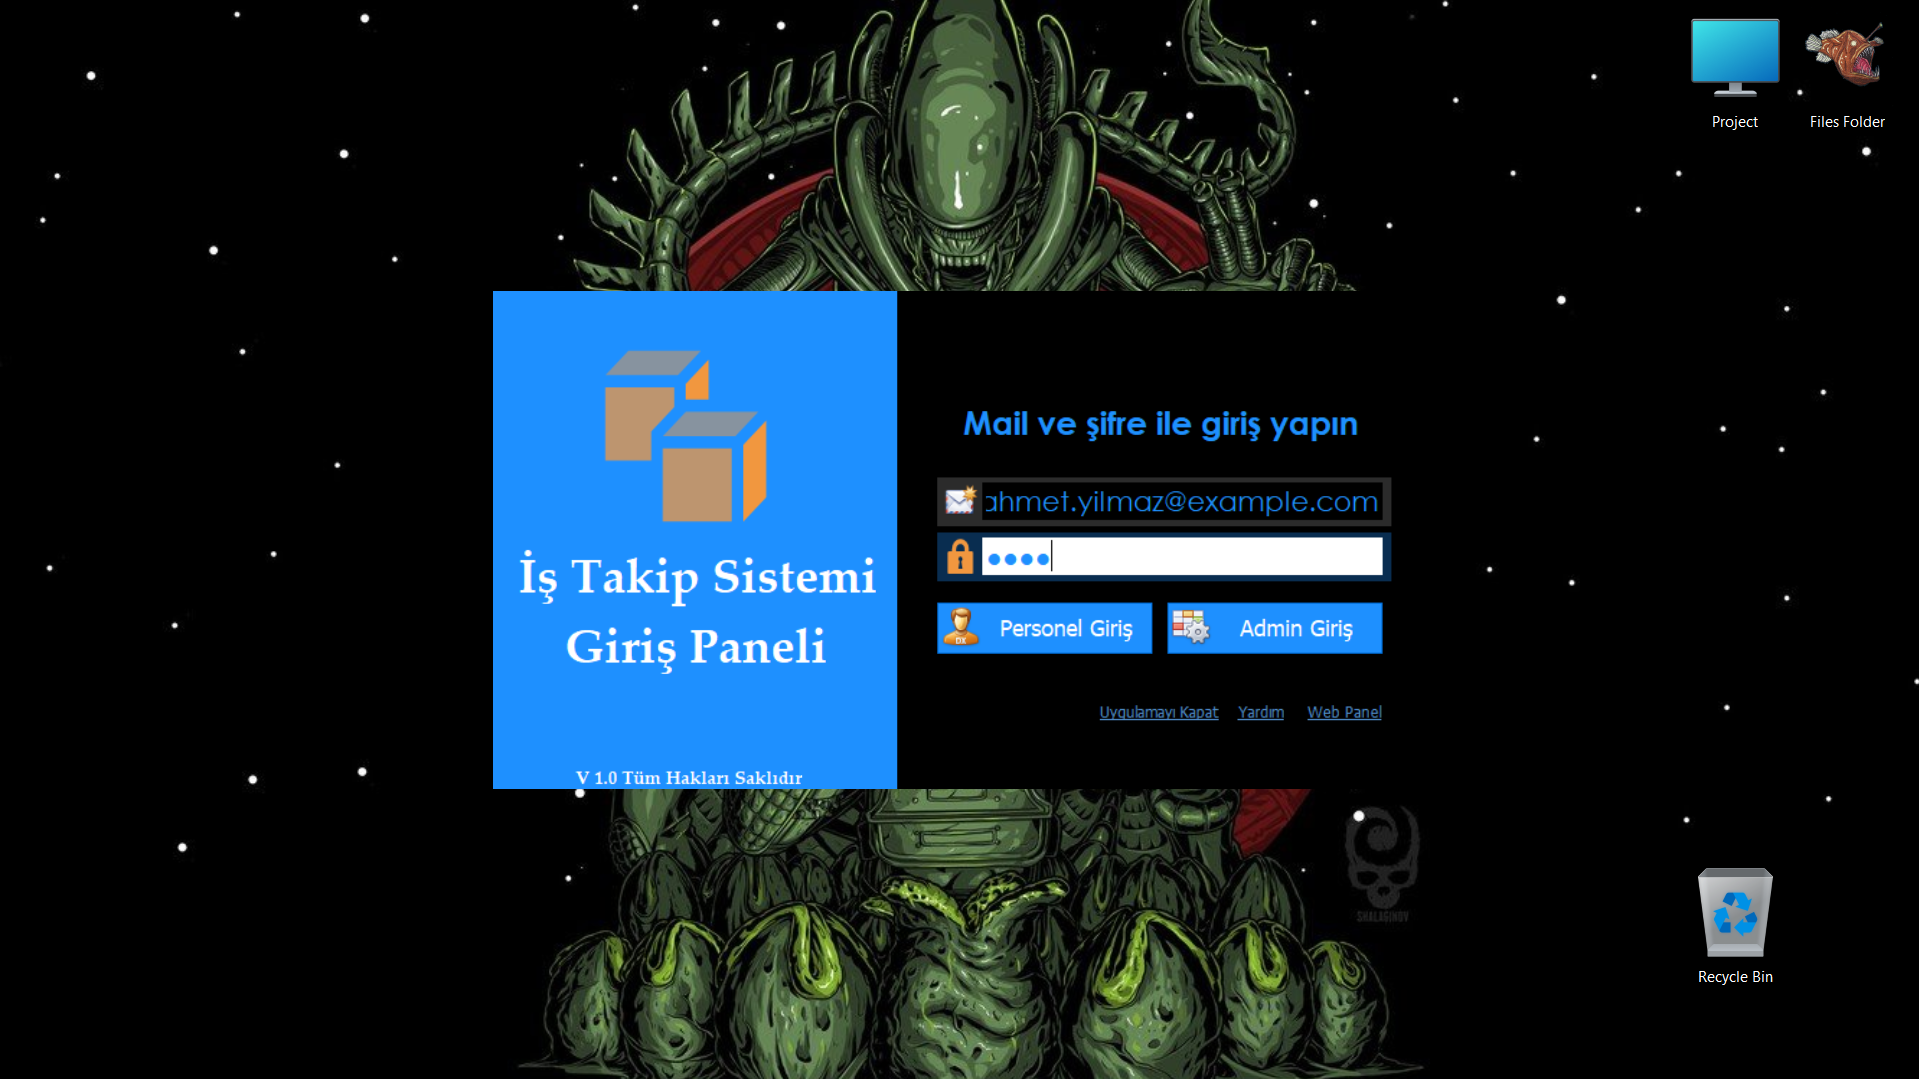 Project
Files Folder
Mail ve şifre ile giriş yapın
ahmet.yilmaz@example.com
İş Takip Sistemi
Giriş Paneli
DX
Personel Giriş
Admin Giriş
Uygulamayı Kapat
Yardım
Web Panel
V 1.0 Tüm Hakları Saklıdır
SHALAGINOV
Recycle Bin